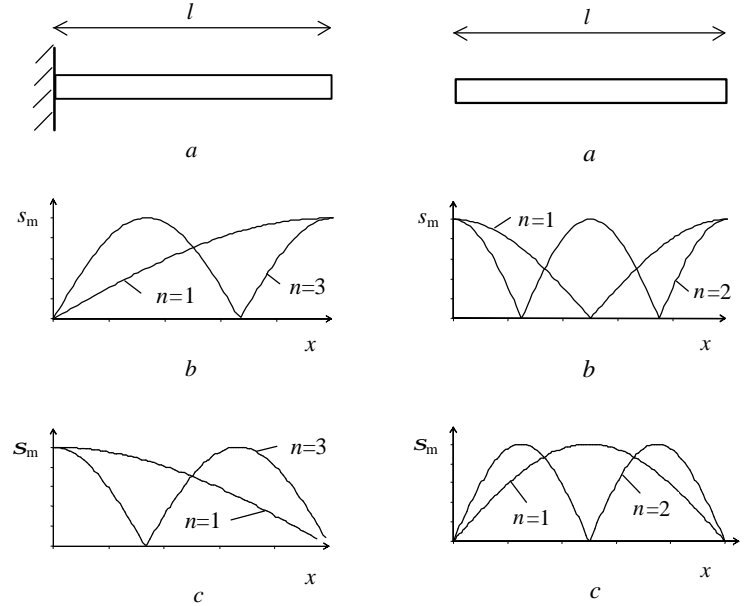 l
a
s_m
n=1
n=3
x
b
s_m
n=3
n=1
x
c
l
a
s_m
n=1
n=2
x
b
s_m
n=1
n=2
x
c